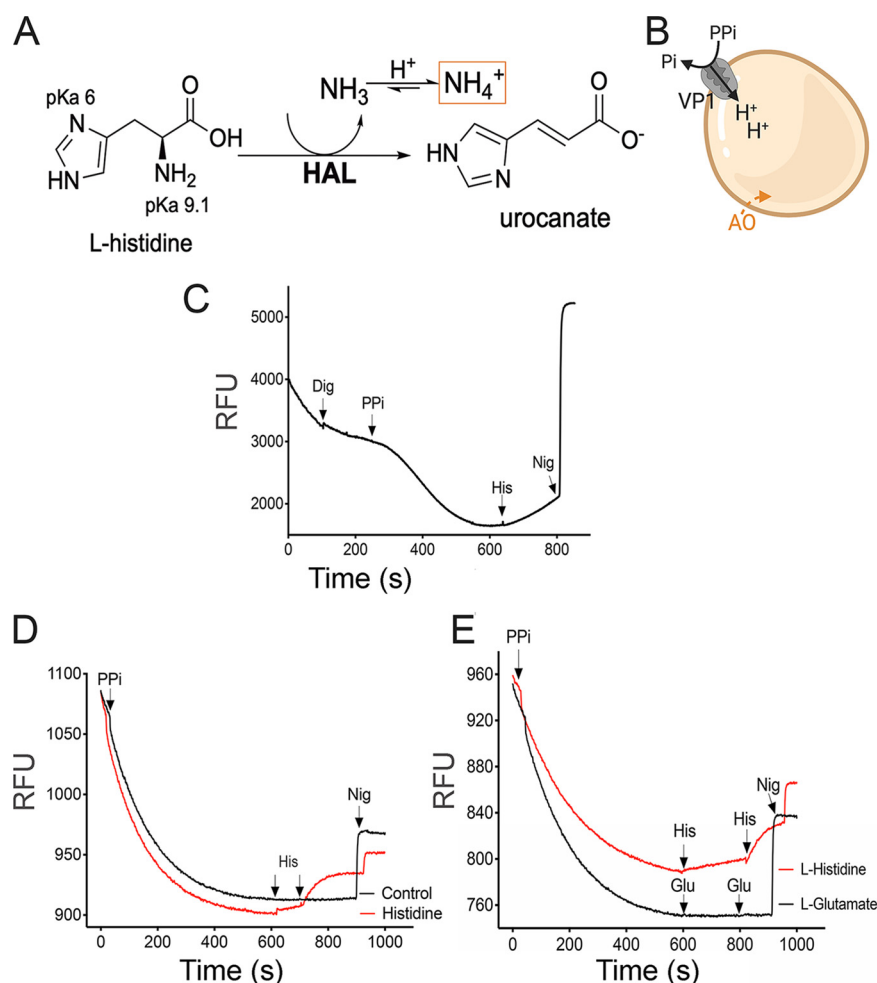 A
pKa 6
N
HN
O
OH
NH2
pKa 9.1
L-histidine
NH3
H+
NH4+
HAL
HN
N
O
O-
urocanate
B
PPi
Pi
VP1
H+
H+
AO
C
RFU
5000
4000
3000
2000
Dig
PPi
His
Nig
0
200
400
600
800
Time (s)
D
RFU
1100
1050
1000
950
900
PPi
His
Nig
Control
Histidine
0
200
400
600
800
1000
Time (s)
E
RFU
960
920
880
840
800
760
PPi
His
Glu
His
Glu
Nig
L-Histidine
L-Glutamate
0
200
400
600
800
1000
Time (s)